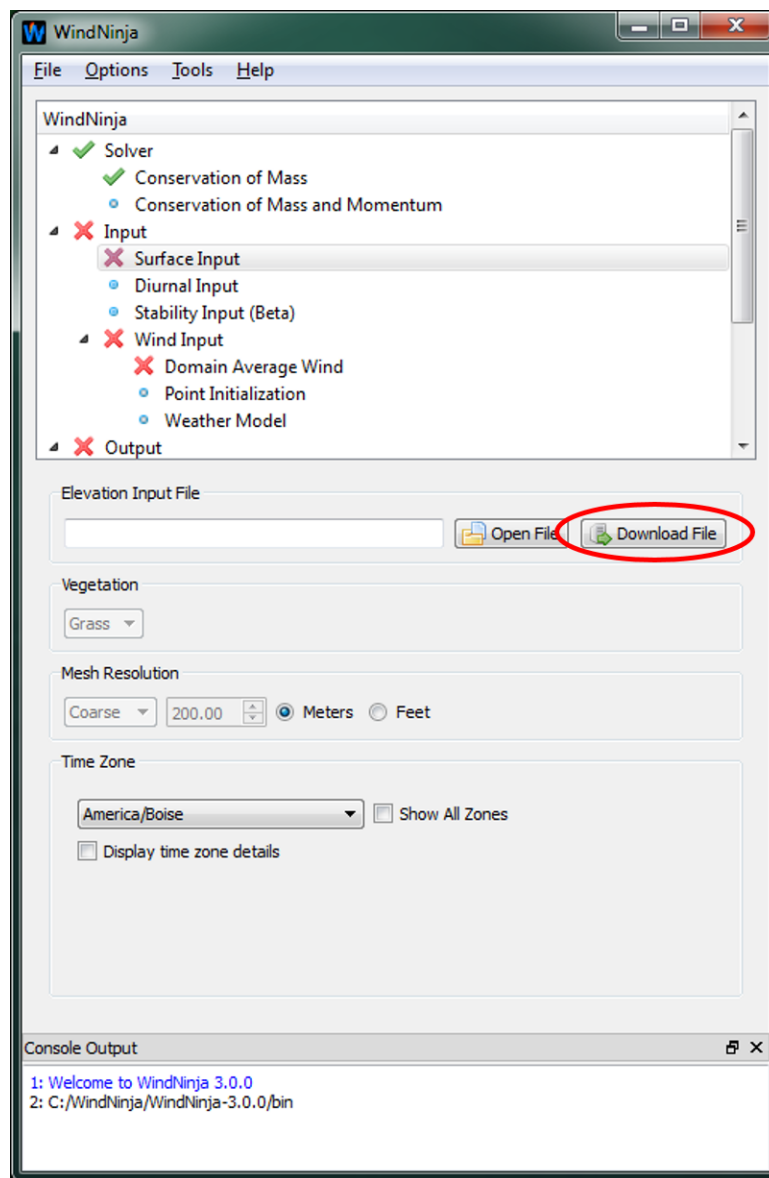 WindNinja
File Options Tools Help
WindNinja
Solver
Conservation of Mass
Conservation of Mass and Momentum
Input
Surface Input
Diurnal Input
Stability Input (Beta)
Wind Input
Domain Average Wind
Point Initialization
Weather Model
Output
Elevation Input File
Open File Download File
Vegetation
Grass
Mesh Resolution
Coarse 200.00 Meters Feet
Time Zone
America/Boise Show All Zones
Display time zone details
Console Output
1: Welcome to WindNinja 3.0.0
2: C:/WindNinja/WindNinja-3.0.0/bin